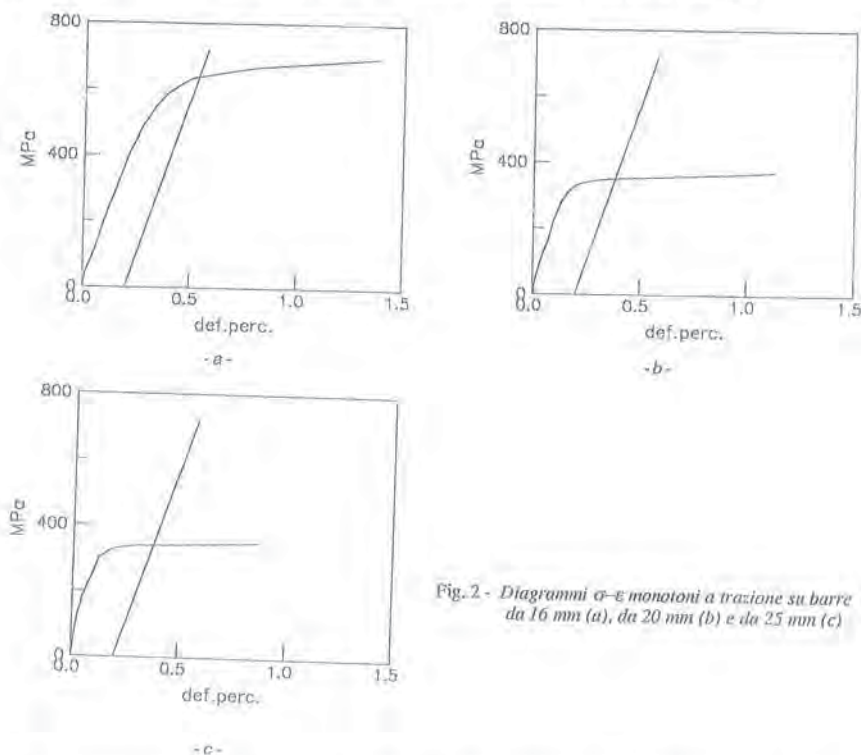 800
400
0
MPa
0.0 0.5 1.0 1.5
def.perc.
-a-
800
400
0
MPa
0.0 0.5 1.0 1.5
def.perc.
-b-
800
400
0
MPa
0.0 0.5 1.0 1.5
def.perc.
-c-
Fig. 2 - Diagrammi σ–ε monotoni a trazione su barre
da 16 mm (a), da 20 mm (b) e da 25 mm (c)